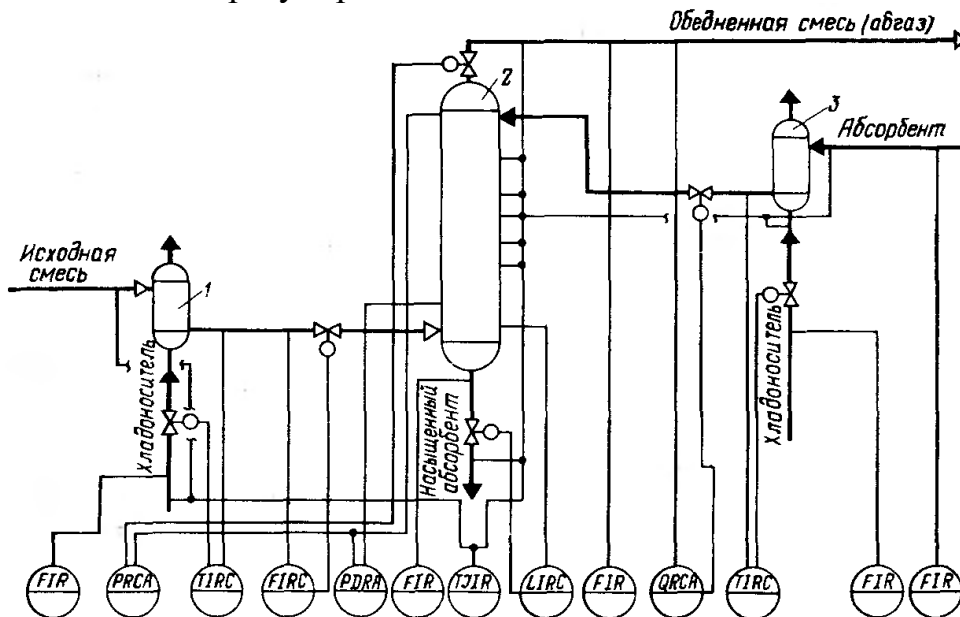 Обедненная смесь (абгаз)
2
3
Абсорбент
Исходная
смесь
1
Хладоноситель
Насыщенный
абсорбент
Хладоноситель
FIR
PRCA
TIRC
FIRC
PDRA
FIR
TJIR
LIRC
FIR
QRCA
TIRC
FIR
FIR